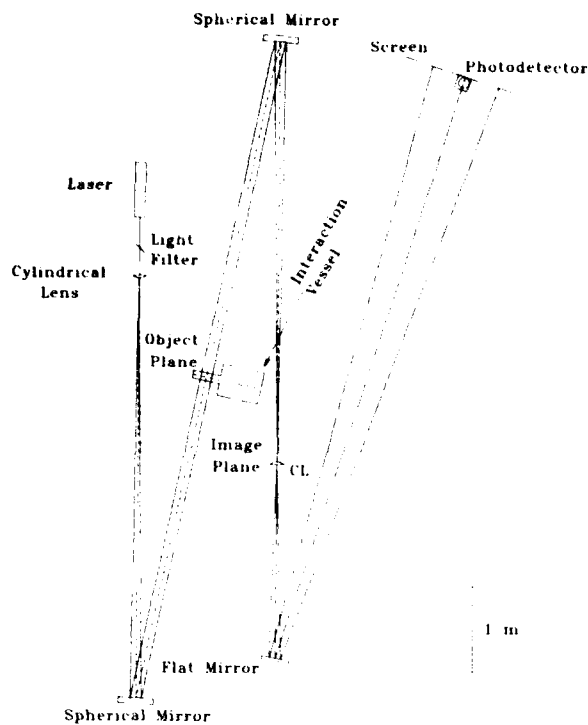 Spherical Mirror
Screen
Photodetector
Laser
Light
Filter
Cylindrical
Lens
Interaction
Vessel
Object
Plane
Image
Plane
CL
1 m
Flat Mirror
Spherical Mirror